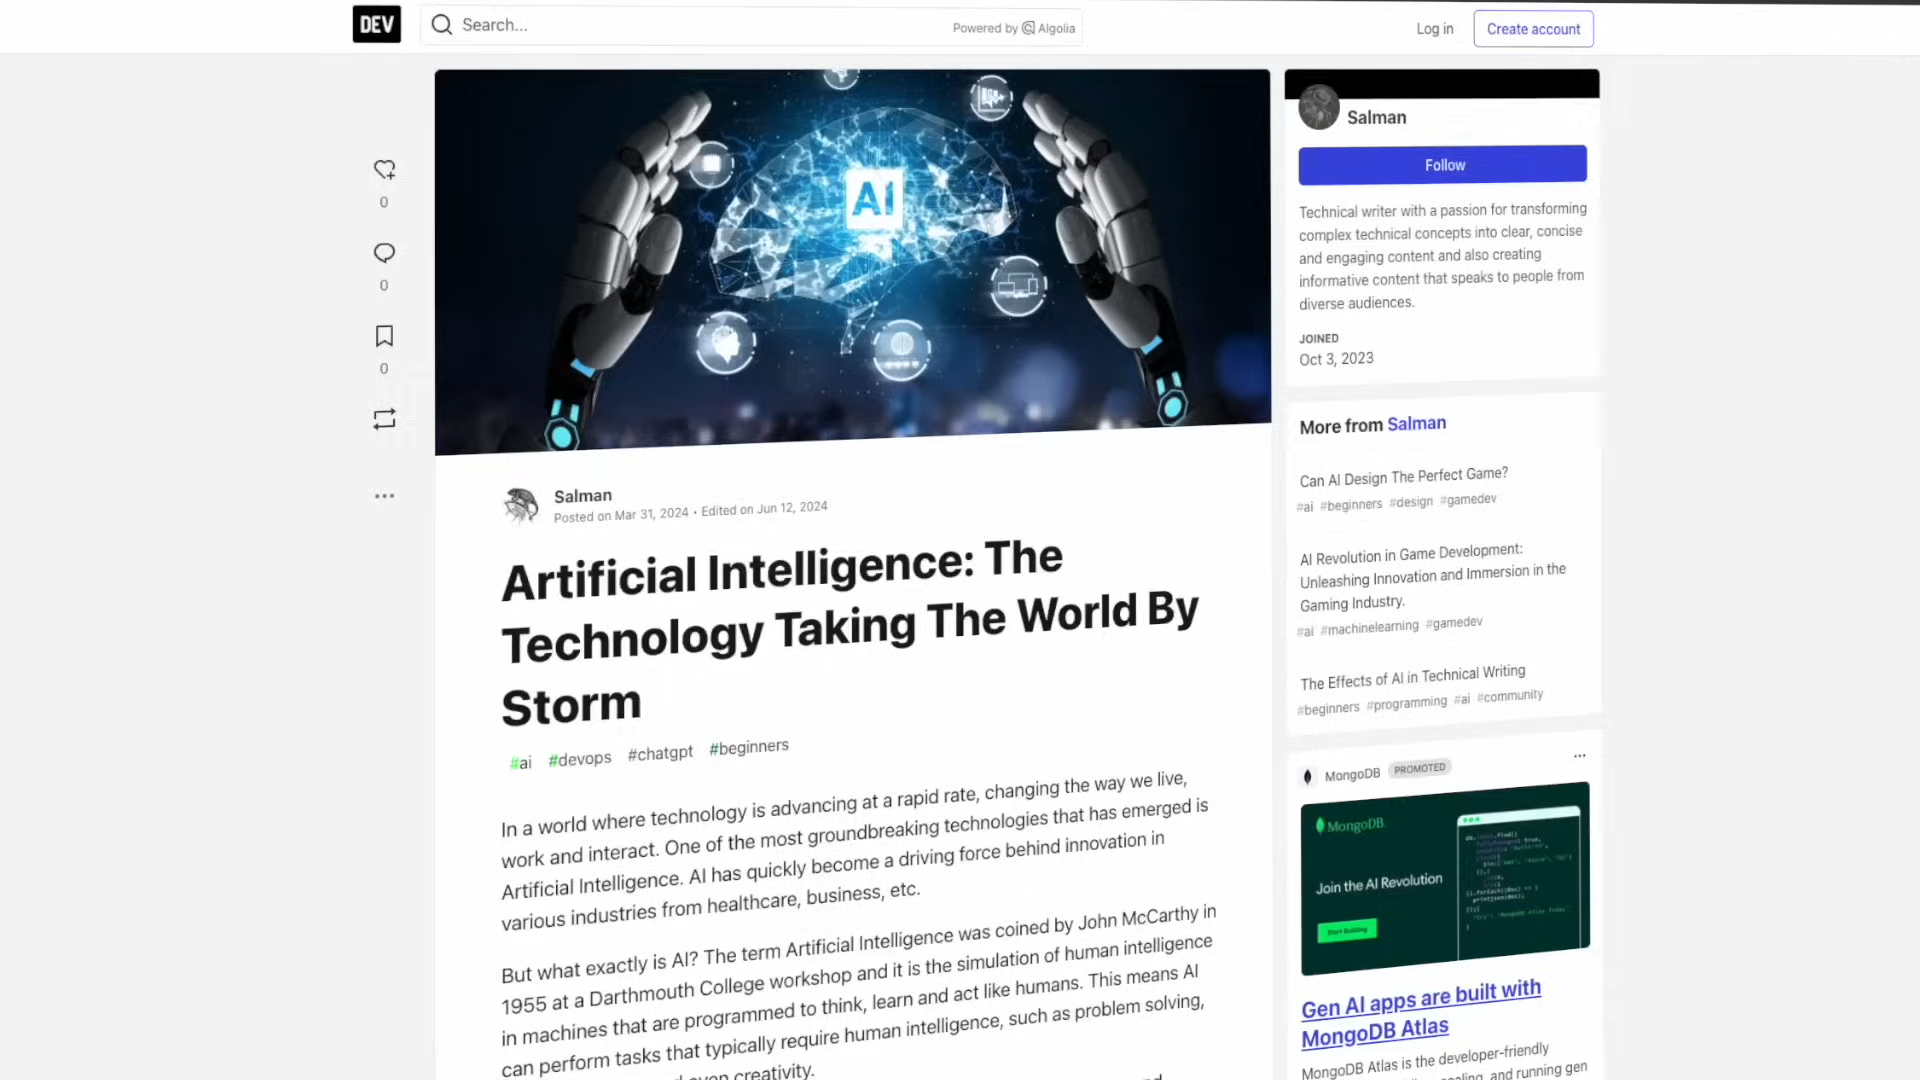 DEV
Search...
Powered by Algolia
Log in
Create account
0
0
0
AI
Salman
Posted on Mar 31, 2024 • Edited on Jun 12, 2024
Artificial Intelligence: The
Technology Taking The World By
Storm
#ai #devops #chatgpt #beginners
In a world where technology is advancing at a rapid rate, changing the way we live,
work and interact. One of the most groundbreaking technologies that has emerged is
Artificial Intelligence. AI has quickly become a driving force behind innovation in
various industries from healthcare, business, etc.
But what exactly is AI? The term Artificial Intelligence was coined by John McCarthy in
1955 at a Darthmouth College workshop and it is the simulation of human intelligence
in machines that are programmed to think, learn and act like humans. This means AI
can perform tasks that typically require human intelligence, such as problem solving,
creativity.
Salman
Follow
Technical writer with a passion for transforming
complex technical concepts into clear, concise
and engaging content and also creating
informative content that speaks to people from
diverse audiences.
JOINED
Oct 3, 2023
More from Salman
Can AI Design The Perfect Game?
#ai #beginners #design #gamedev
AI Revolution in Game Development:
Unleashing Innovation and Immersion in the
Gaming Industry.
#ai #machinelearning #gamedev
The Effects of AI in Technical Writing
#beginners #programming #ai #community
MongoDB PROMOTED
MongoDB.
Join the AI Revolution
Start Building
Gen AI apps are built with
MongoDB Atlas
MongoDB Atlas is the developer-friendly
and running gen